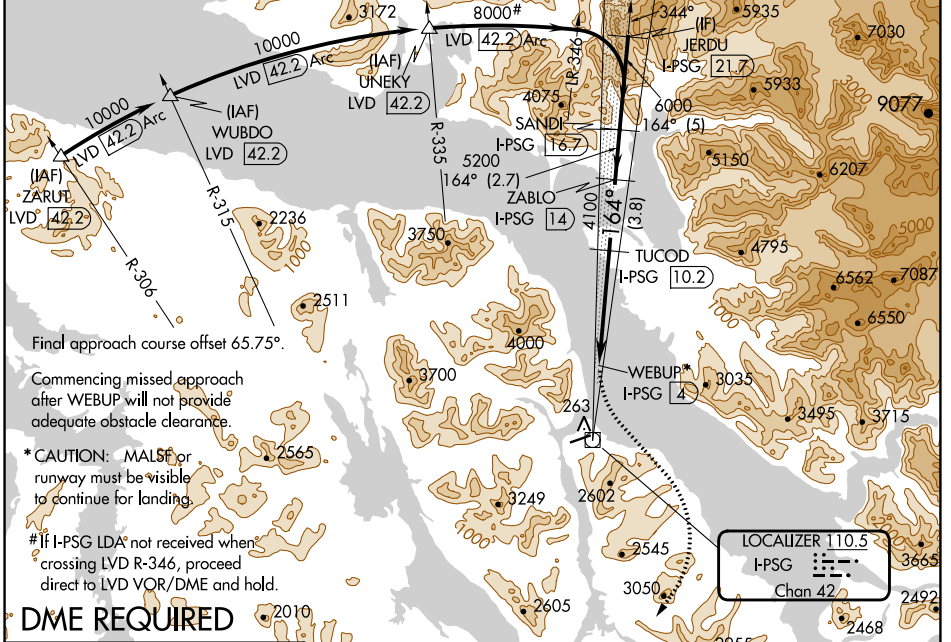 3172
8000#
LVD 42.2 Arc
344°
5935
(IF)
JERDU
I-PSG 21.7
7030
10000
LVD 42.2 Arc
(IAF)
UNEKY
LVD 42.2
LR-346
4075
5933
6000
164° (5)
9077
10000
LVD 42.2 Arc
(IAF)
WUBDO
LVD 42.2
SANDI
I-PSG 16.7
R-335
5200
164° (2.7)
5150
6207
(IAF)
ZARUT
LVD 42.2
ZABLO
I-PSG 14
4100
164°
(3.8)
R-315
2236
1000
3750
4795
TUCOD
I-PSG 10.2
R-306
6562
7087
2511
1000
6550
4000
Final approach course offset 65.75°.
Commencing missed approach
after WEBUP will not provide
adequate obstacle clearance.
3700
WEBUP*
I-PSG 4
3035
3495
3715
263
* CAUTION: MALSF or
runway must be visible
to continue for landing.
2565
3249
2602
#If I-PSG LDA not received when
crossing LVD R-346, proceed
direct to LVD VOR/DME and hold.
2545
LOCALIZER 110.5
I-PSG
Chan 42
3665
3050
DME REQUIRED
2010
2605
2492
2468